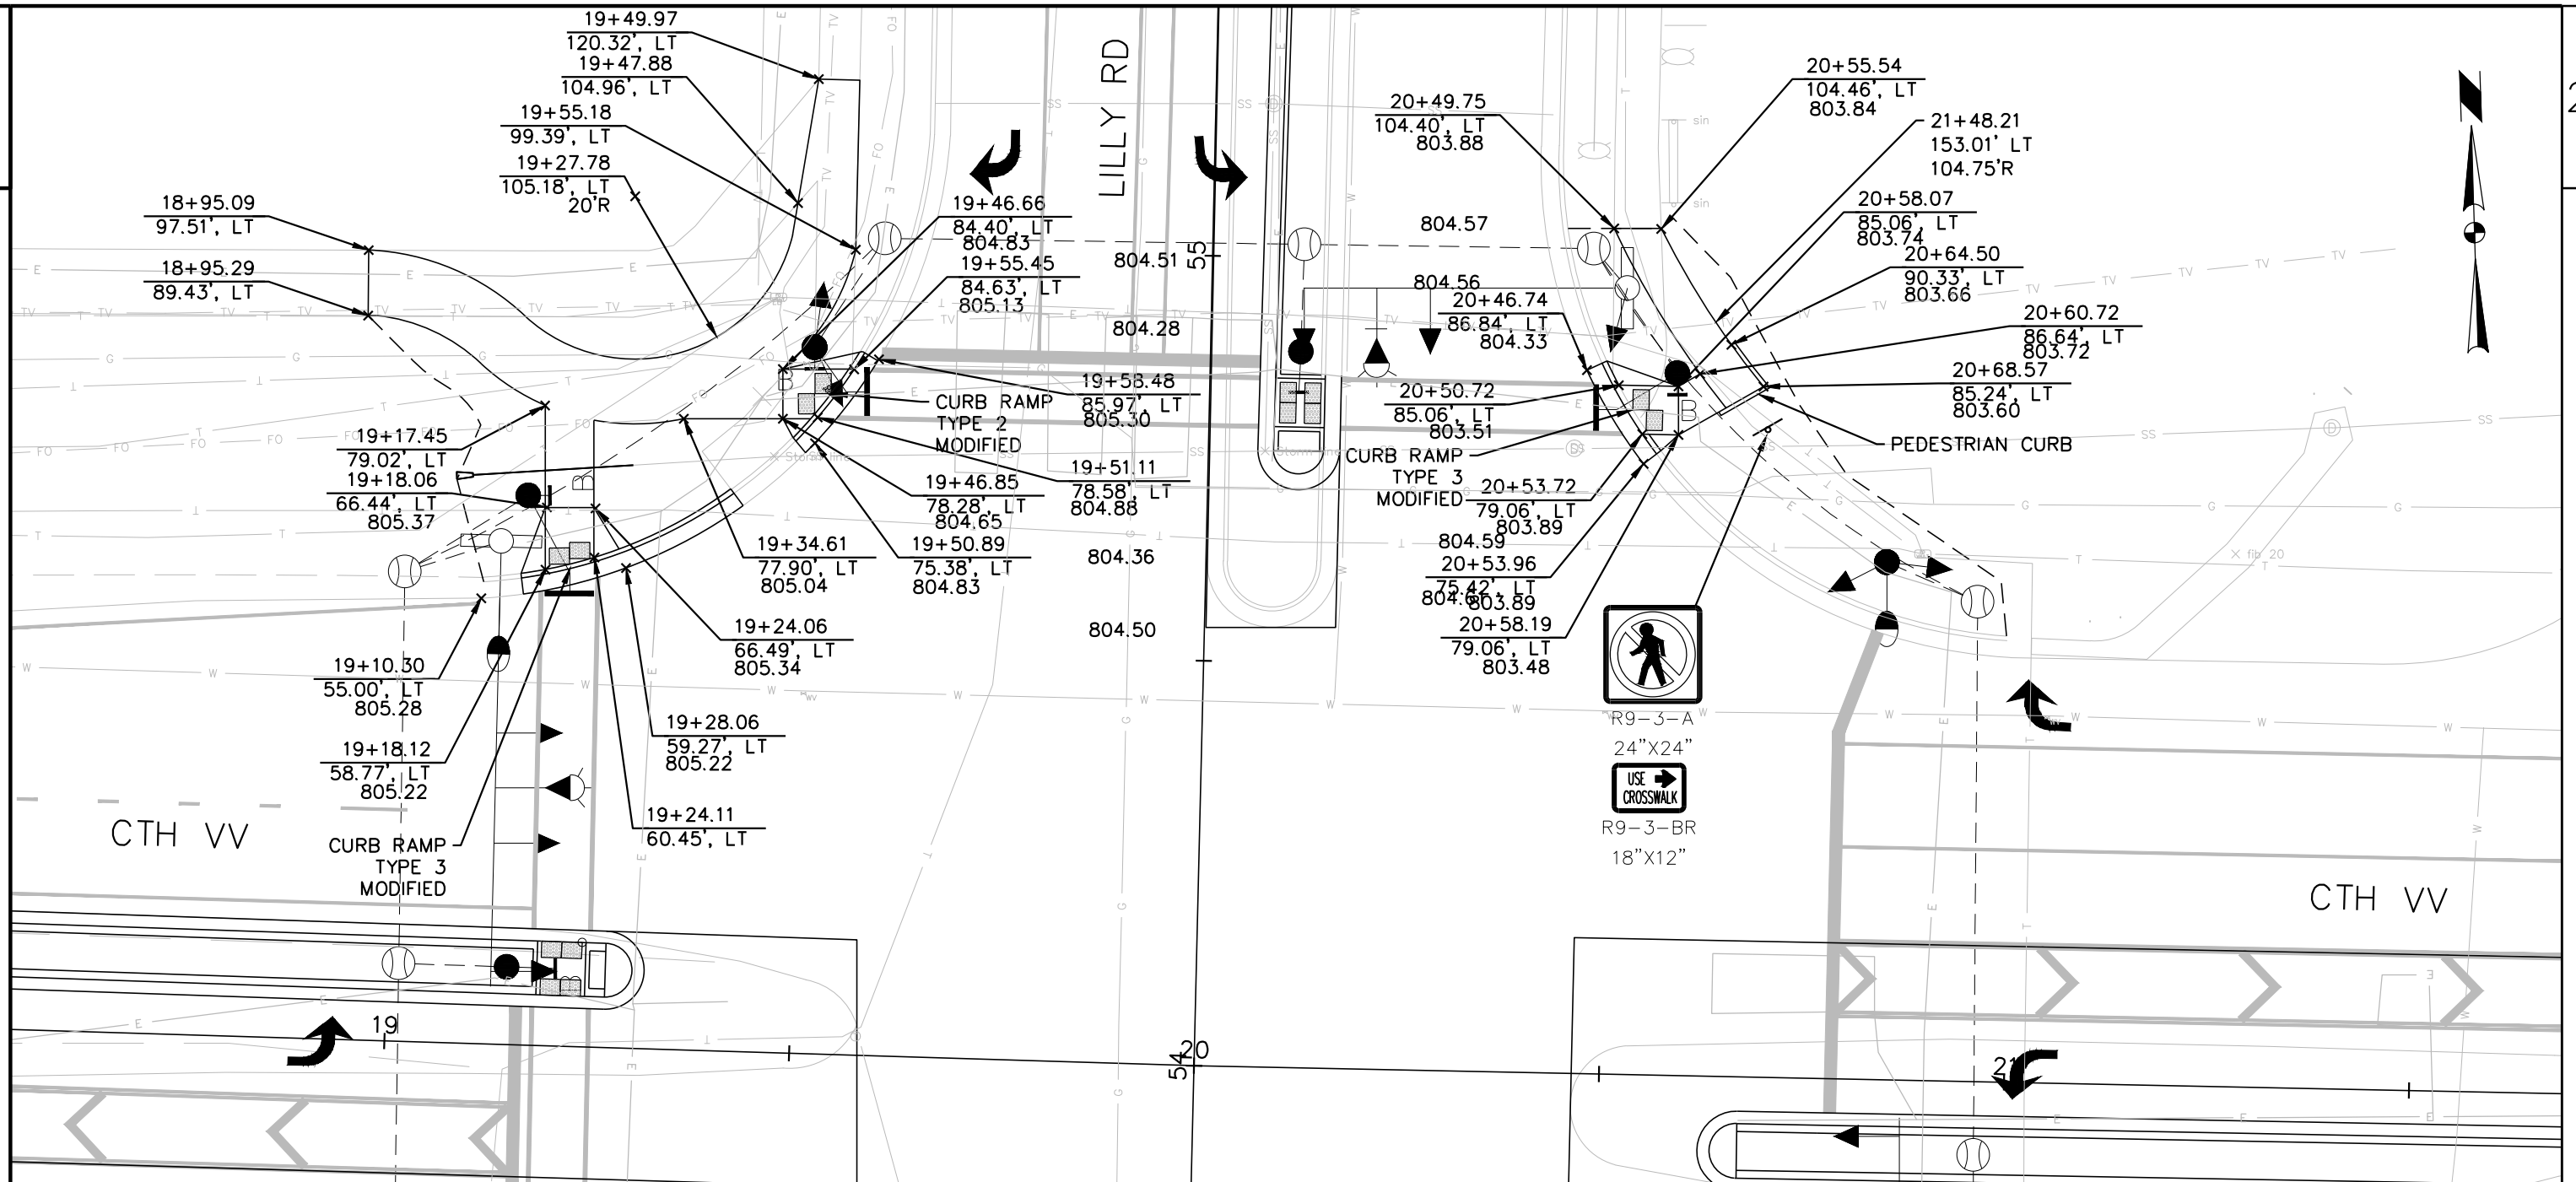 19+49.97
120.32', LT
19+47.88
104.96', LT
19+55.18
99.39', LT
19+27.78
105.18', LT
20'R
18+95.09
97.51', LT
18+95.29
89.43', LT
LILLY RD
19+46.66
84.40', LT
804.83
19+55.45
84.63', LT
805.13
804.51
55
804.28
19+58.48
85.97', LT
805.30
CURB RAMP
TYPE 2
MODIFIED
19+51.11
78.58', LT
804.88
19+46.85
78.28', LT
804.65
19+50.89
75.38', LT
804.83
19+34.61
77.90', LT
805.04
19+17.45
79.02', LT
19+18.06
66.44', LT
805.37
19+24.06
66.49', LT
805.34
19+10.30
55.00', LT
805.28
19+28.06
59.27', LT
805.22
19+18.12
58.77', LT
805.22
19+24.11
60.45', LT
CURB RAMP
TYPE 3
MODIFIED
CTH VV
804.36
804.50
20+49.75
104.40', LT
803.88
20+55.54
104.46', LT
803.84
21+48.21
153.01' LT
104.75'R
20+58.07
85.06', LT
803.74
20+64.50
90.33', LT
803.66
20+60.72
86.64', LT
803.72
20+68.57
85.24', LT
803.60
PEDESTRIAN CURB
804.57
804.56
20+46.74
86.84', LT
804.33
20+50.72
85.06', LT
803.51
CURB RAMP
TYPE 3
MODIFIED
20+53.72
79.06', LT
803.89
804.59
20+53.96
75.42', LT
803.89
20+58.19
79.06', LT
803.48
R9-3-A
24"X24"
USE
CROSSWALK
R9-3-BR
18"X12"
CTH VV
19
20
54
21
B
B
B
N
sin
sin
X Storm line
X fib 20